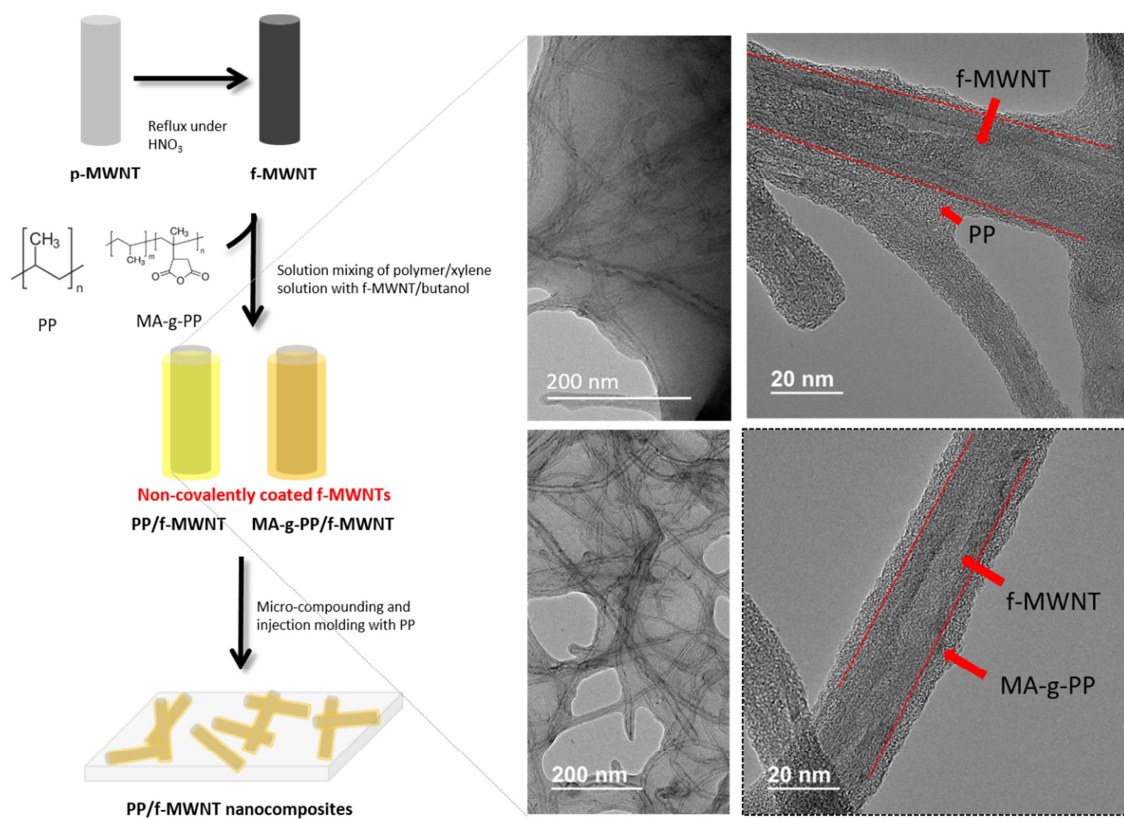 Reflux under
HNO3
p-MWNT
f-MWNT
CH3
n
PP
CH3
m
n
O
O
O
MA-g-PP
Solution mixing of polymer/xylene
solution with f-MWNT/butanol
Non-covalently coated f-MWNTs
PP/f-MWNT
MA-g-PP/f-MWNT
Micro-compounding and
injection molding with PP
PP/f-MWNT nanocomposites
200 nm
f-MWNT
PP
20 nm
200 nm
f-MWNT
MA-g-PP
20 nm